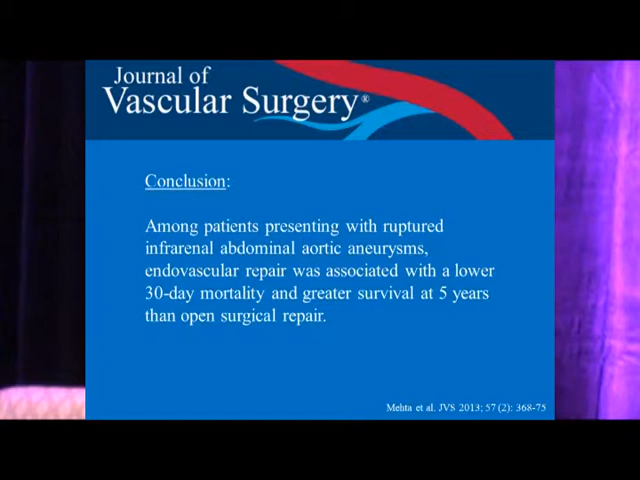 Journal of
Vascular Surgery®
Conclusion:
Among patients presenting with ruptured
infrarenal abdominal aortic aneurysms,
endovascular repair was associated with a lower
30-day mortality and greater survival at 5 years
than open surgical repair.
Mehta et al. JVS 2013; 57 (2): 368-75